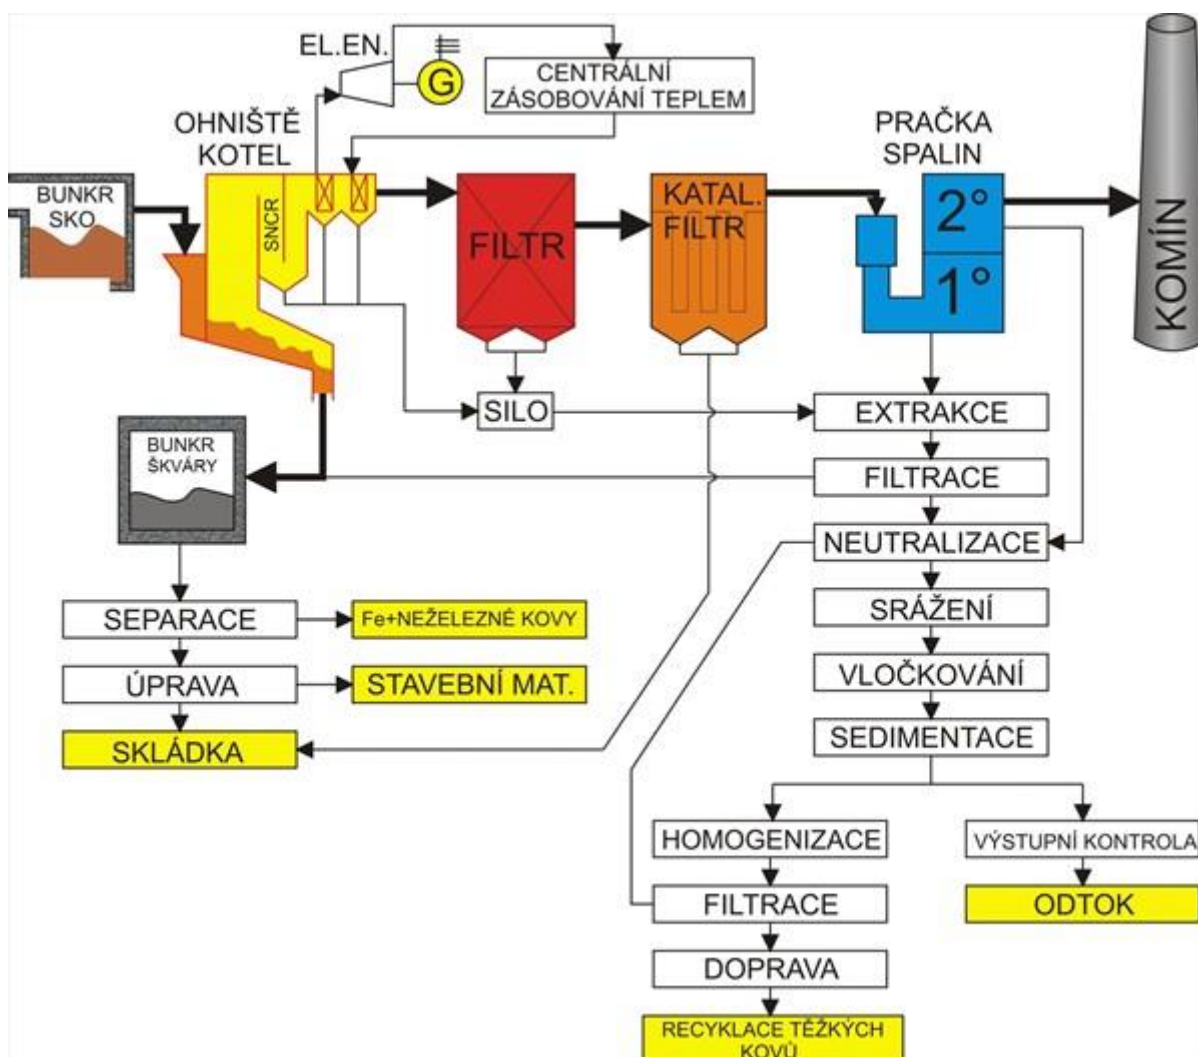 EL.EN.
G
CENTRÁLNÍ
ZÁSOBOVÁNÍ TEPLEM
OHNIŠTĚ
KOTEL
PRAČKA
SPALIN
BUNKR
SKO
SNCR
FILTR
KATAL.
FILTR
2°
1°
KOMÍN
SILO
EXTRAKCE
BUNKR
ŠKVÁRY
FILTRACE
NEUTRALIZACE
SEPARACE
Fe+NEŽELEZNÉ KOVY
SRÁŽENÍ
ÚPRAVA
STAVEBNÍ MAT.
VLOČKOVÁNÍ
SKLÁDKA
SEDIMENTACE
HOMOGENIZACE
VÝSTUPNÍ KONTROLA
FILTRACE
ODTOK
DOPRAVA
RECYKLACE TĚŽKÝCH
KOVŮ